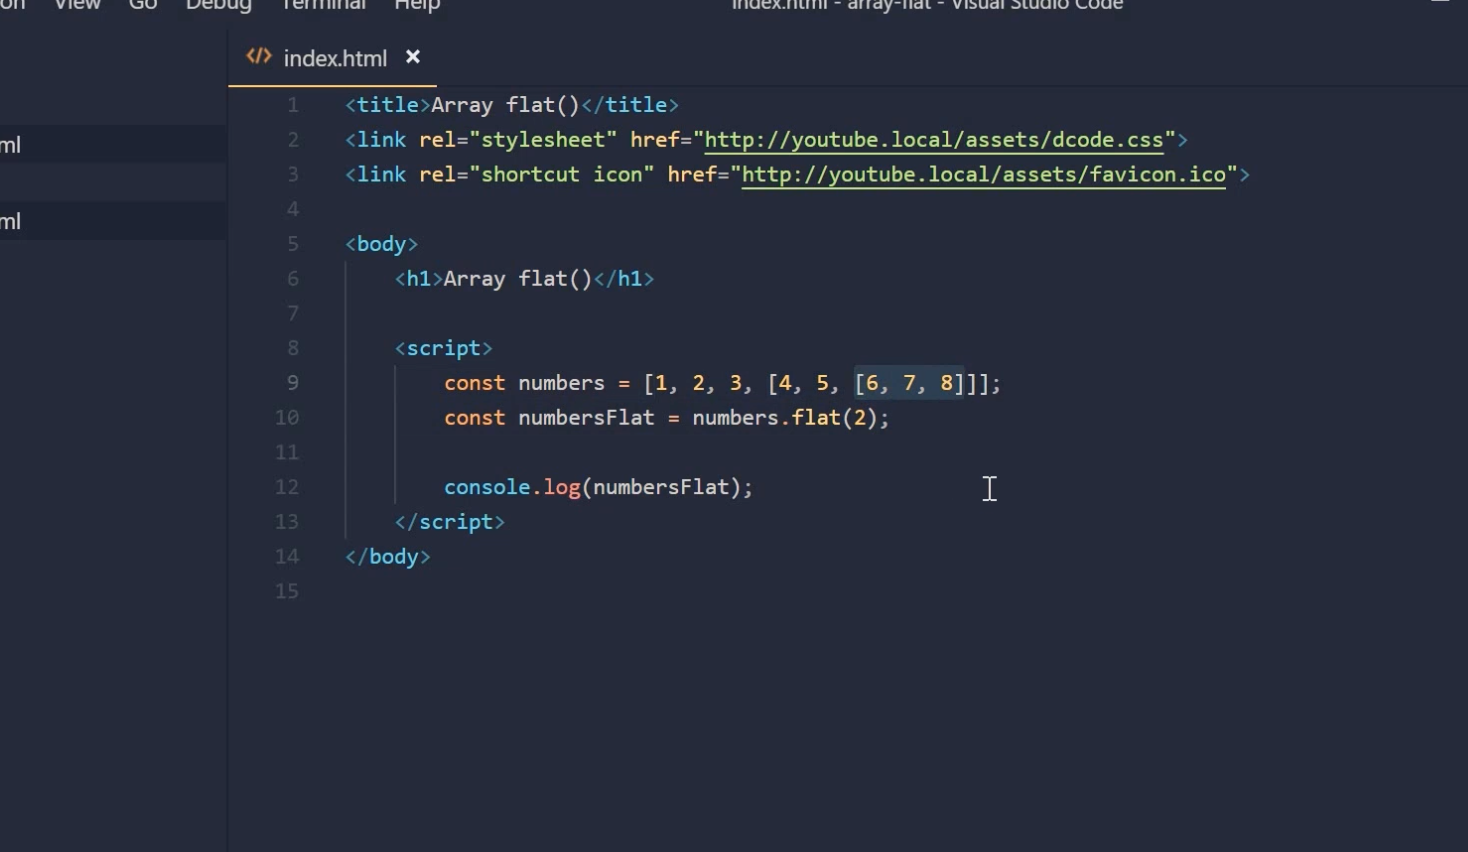 View Go Debug Terminal Help index.html - array-flat - Visual Studio Code
index.html ×
1 <title>Array flat()</title>
2 <link rel="stylesheet" href="http://youtube.local/assets/dcode.css">
3 <link rel="shortcut icon" href="http://youtube.local/assets/favicon.ico">
4
5 <body>
6 <h1>Array flat()</h1>
7
8 <script>
9 const numbers = [1, 2, 3, [4, 5, [6, 7, 8]]];
10 const numbersFlat = numbers.flat(2);
11
12 console.log(numbersFlat);
13 </script>
14 </body>
15
ml
ml